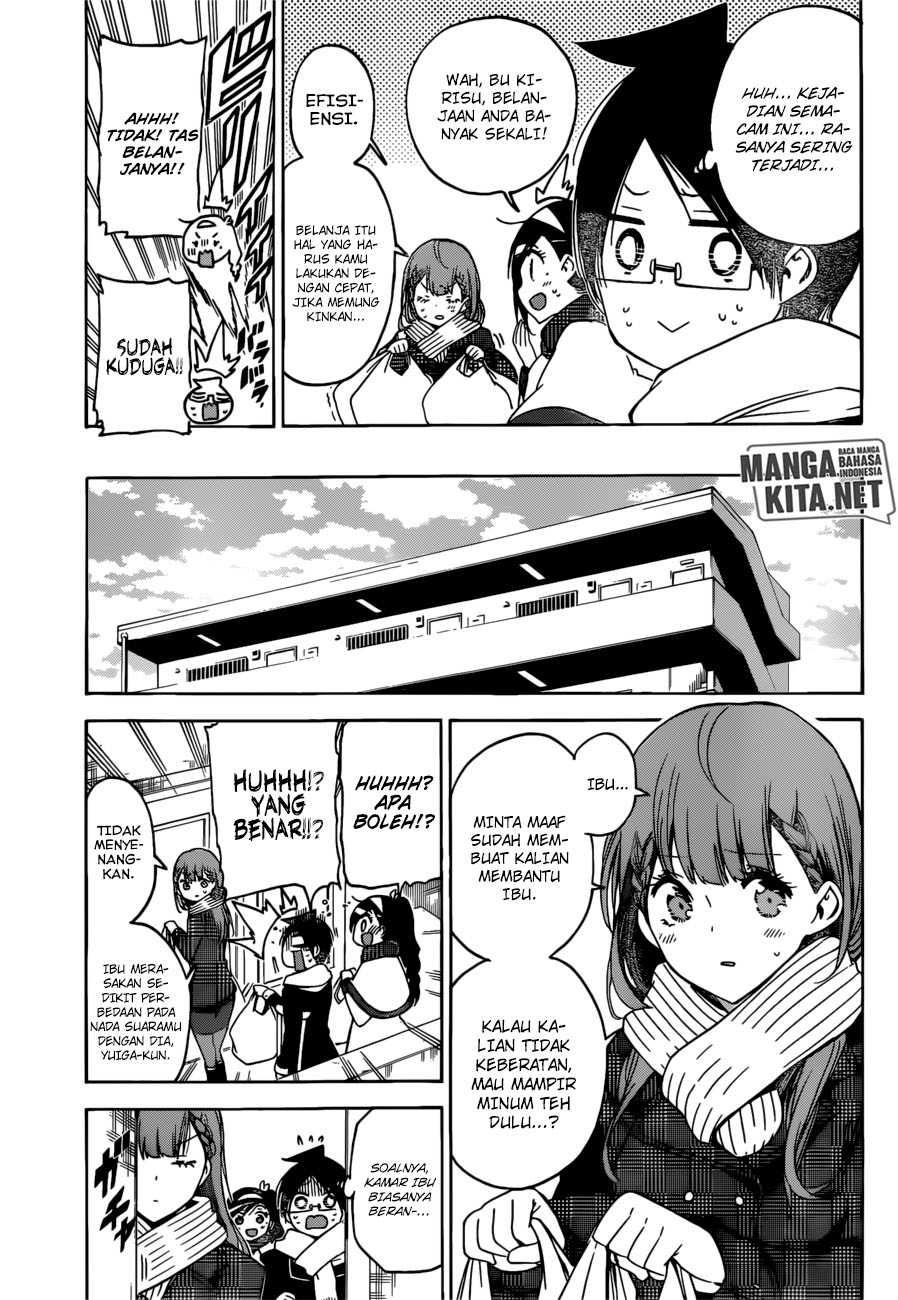 HUH... KEJA-
DIAN SEMA-
CAM INI... RA-
SANYA SERING
TERJADI...
WAH, BU KI-
RISU, BELAN-
JAAN ANDA BA-
NYAK SEKALI!
EFISI-
ENSI.
BELANJA ITU
HAL YANG HA-
RUS KAMU
LAKUKAN DE-
NGAN CEPAT,
JIKA MEMUNG
KINKAN...
AHHH!
TIDAK! TAS
BELAN-
JANYA!!
SUDAH
KUDUGA!!
MANGA
KITA.NET
BACA MANGA
BAHASA
INDONESIA
IBU...
MINTA MAAF
SUDAH MEM-
BUAT KALIAN
MEMBANTU
IBU.
KALAU KA-
LIAN TIDAK
KEBERATAN,
MAU MAMPIR
MINUM TEH
DULU...?
HUHHH?
APA
BOLEH!?
HUHHH!?
YANG
BENAR!!?
TIDAK
MENYE-
NANG-
KAN.
IBU MERA-
SAKAN SE-
DIKIT PER-
BEDAAN PADA
NADA SUARAMU
DENGAN DIA,
YUIGA-KUN.
SOALNYA,
KAMAR IBU
BIASANYA
BERAN-...
ガチャ